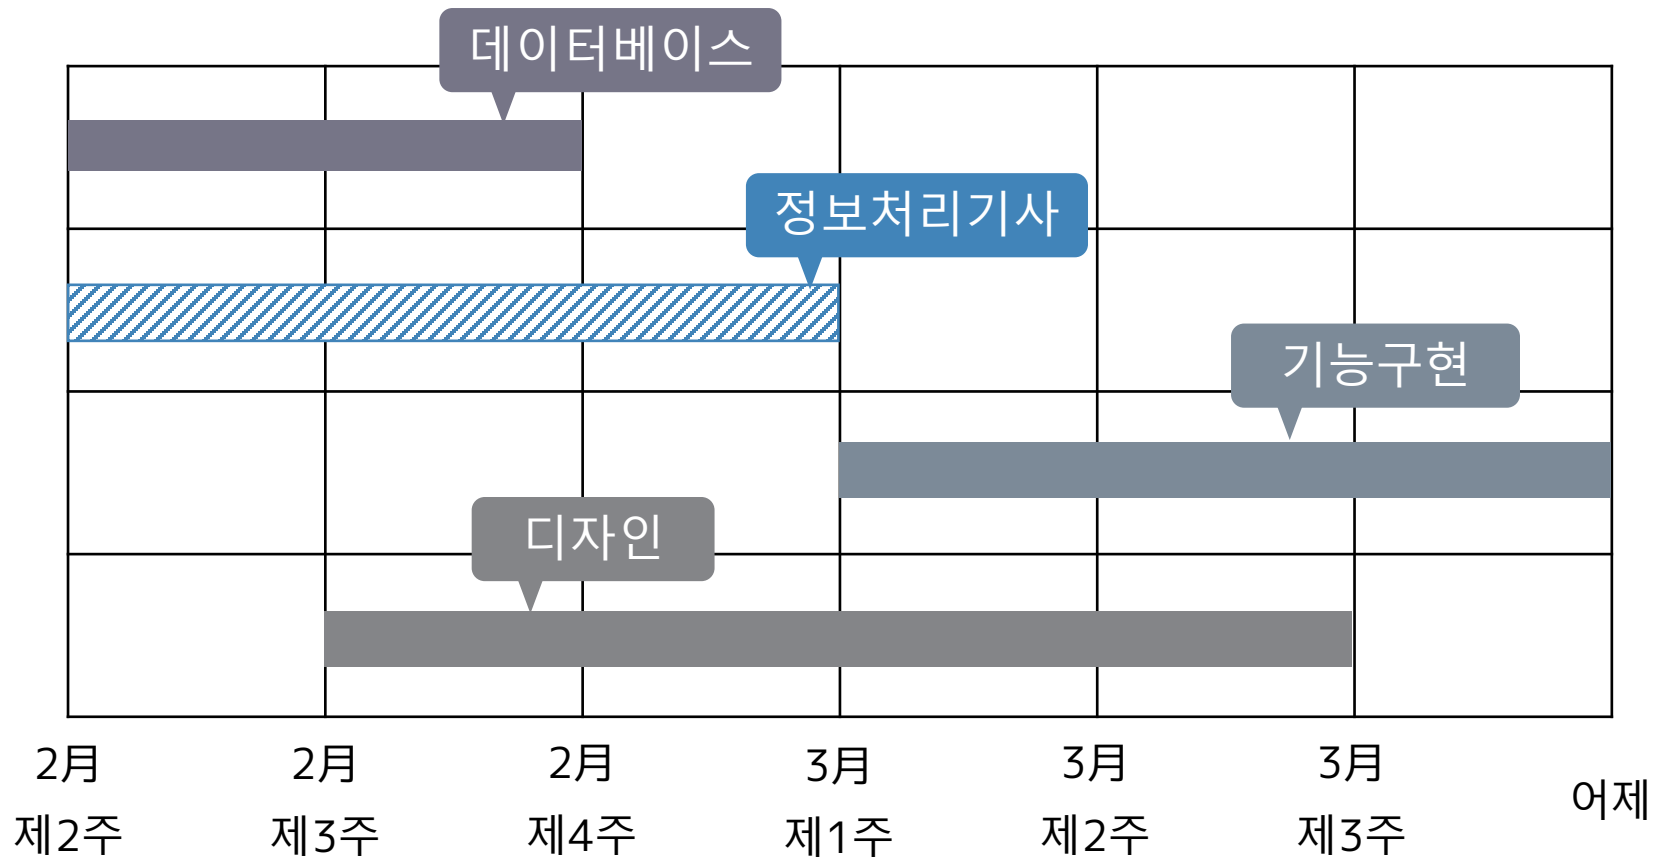 데이터베이스
정보처리기사
기능구현
디자인
2月
제2주
2月
제3주
2月
제4주
3月
제1주
3月
제2주
3月
제3주
어제